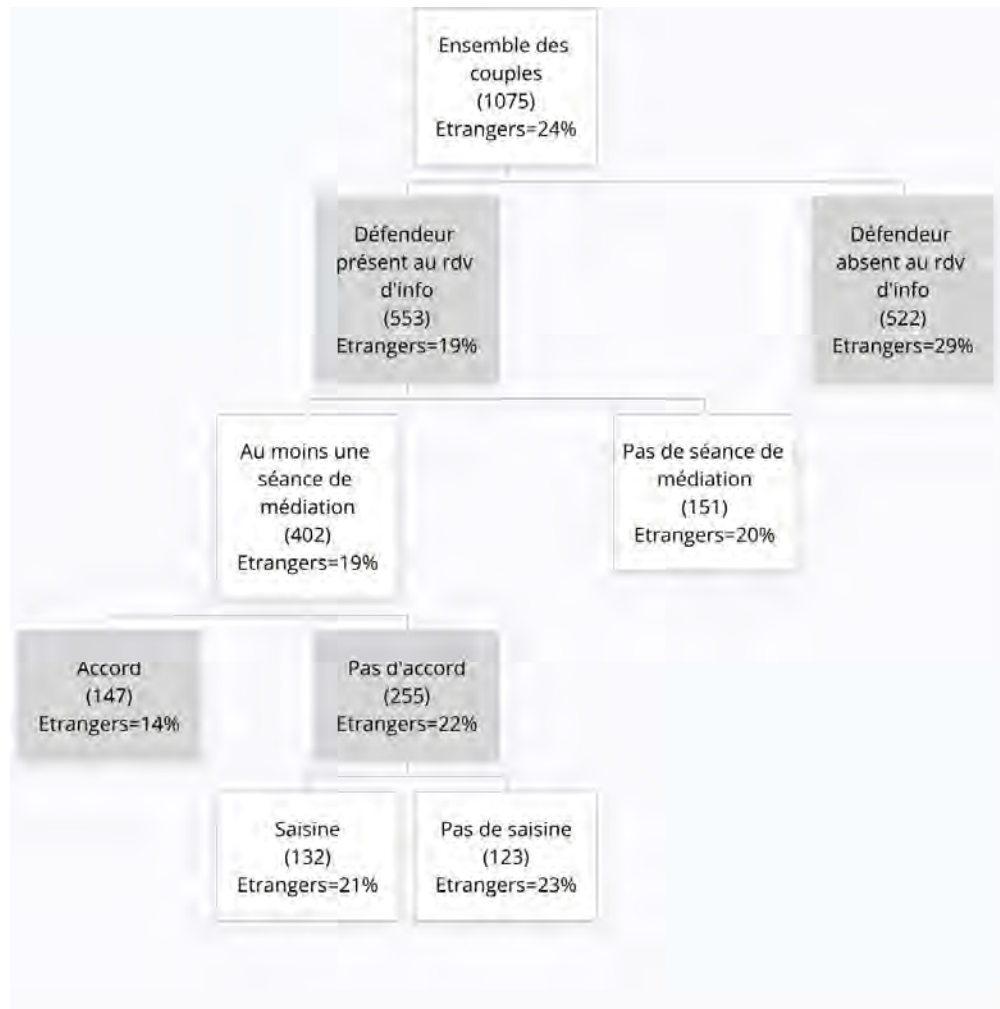 Ensemble des
couples
(1075)
Etrangers=24%
Défendeur
présent au rdv
d'info
(553)
Etrangers=19%
Défendeur
absent au rdv
d'info
(522)
Etrangers=29%
Au moins une
séance de
médiation
(402)
Etrangers=19%
Pas de séance de
médiation
(151)
Etrangers=20%
Accord
(147)
Etrangers=14%
Pas d'accord
(255)
Etrangers=22%
Saisine
(132)
Etrangers=21%
Pas de saisine
(123)
Etrangers=23%